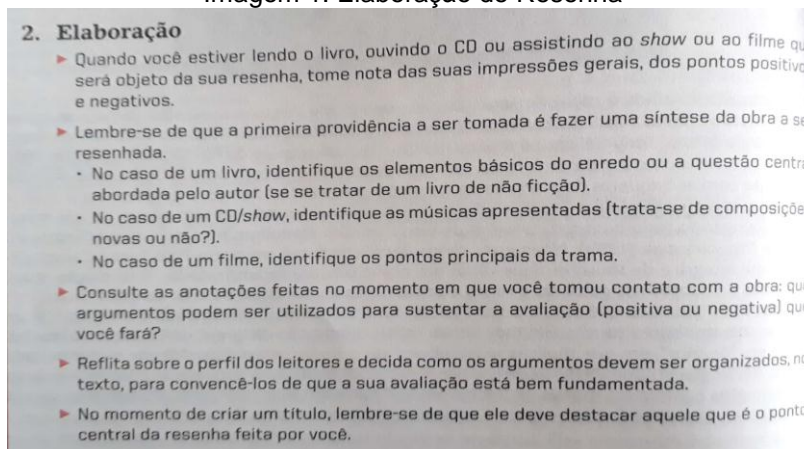 Imagem 1: Elaboração de Resenha
2. Elaboração
► Quando você estiver lendo o livro, ouvindo o CD ou assistindo ao show ou ao filme
será objeto da sua resenha, tome nota das suas impressões gerais, dos pontos
e negativos.
► Lembre-se de que a primeira providência a ser tomada é fazer uma síntese da obra a
resenhada.
• No caso de um livro, identifique os elementos básicos do enredo ou a questão
abordada pelo autor (se se tratar de um livro de não ficção).
• No caso de um CD/show, identifique as músicas apresentadas (trata-se de
novas ou não?).
• No caso de um filme, identifique os pontos principais da trama.
► Consulte as anotações feitas no momento em que você tomou contato com a obra:
argumentos podem ser utilizados para sustentar a avaliação (positiva ou negativa)
você fará?
► Reflita sobre o perfil dos leitores e decida como os argumentos devem ser organizados,
texto, para convencê-los de que a sua avaliação está bem fundamentada.
► No momento de criar um título, lembre-se de que ele deve destacar aquele que é o
central da resenha feita por você.